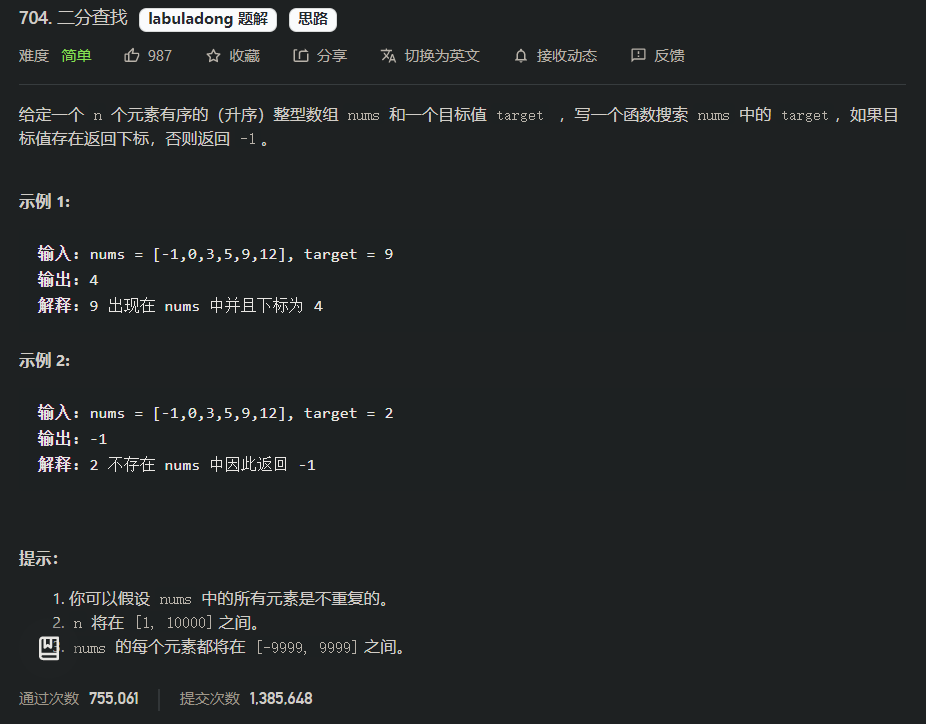 704. 二分查找 labuladong 题解 思路
难度 简单 987 收藏 分享 切换为英文 接收动态 反馈
给定一个 n 个元素有序的（升序）整型数组 nums 和一个目标值 target ，写一个函数搜索 nums 中的 target，如果目
标值存在返回下标，否则返回 -1。
示例 1:
输入: nums = [-1,0,3,5,9,12], target = 9
输出: 4
解释: 9 出现在 nums 中并且下标为 4
示例 2:
输入: nums = [-1,0,3,5,9,12], target = 2
输出: -1
解释: 2 不存在 nums 中因此返回 -1
提示：
1. 你可以假设 nums 中的所有元素是不重复的。
2. n 将在 [1, 10000]之间。
3. nums 的每个元素都将在 [-9999, 9999]之间。
通过次数 755,061 提交次数 1,385,648